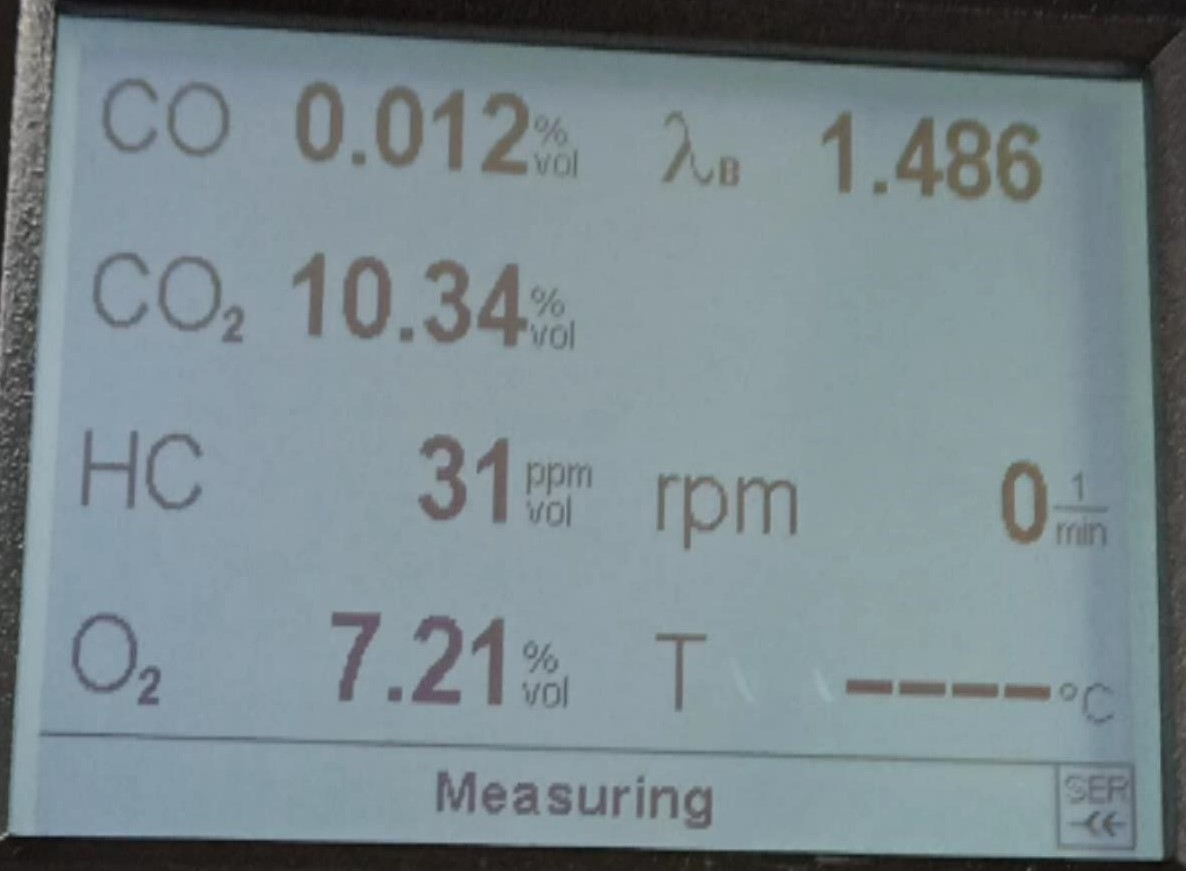 CO 0.012 % vol λB 1.486
CO₂ 10.34 % vol
HC 31 ppm vol rpm 0 1/min
O₂ 7.21 % vol T ---- °C
Measuring SER